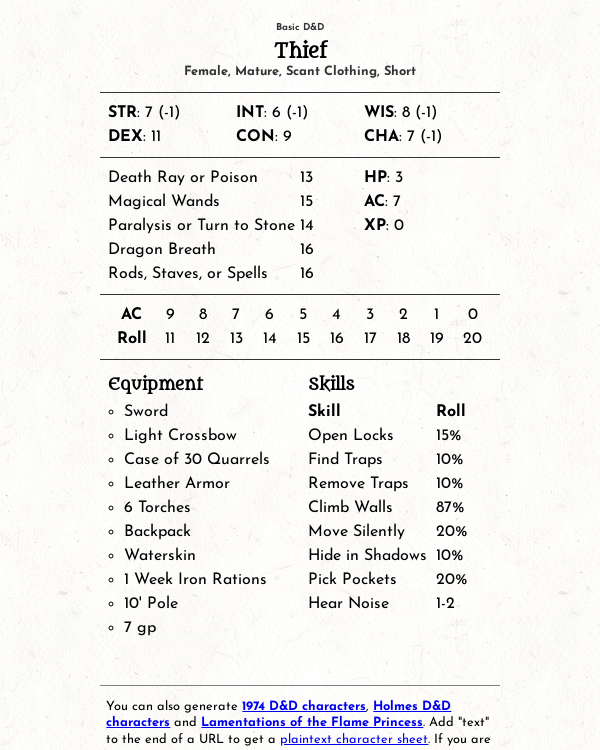 Basic D&D
Thief
Female, Mature, Scant Clothing, Short
STR: 7 (-1) INT: 6 (-1) WIS: 8 (-1)
DEX: 11 CON: 9 CHA: 7 (-1)
Death Ray or Poison 13 HP: 3
Magical Wands 15 AC: 7
Paralysis or Turn to Stone 14 XP: 0
Dragon Breath 16
Rods, Staves, or Spells 16
AC 9 8 7 6 5 4 3 2 1 0
Roll 11 12 13 14 15 16 17 18 19 20
Equipment
Sword
Light Crossbow
Case of 30 Quarrels
Leather Armor
6 Torches
Backpack
Waterskin
1 Week Iron Rations
10' Pole
7 gp
Skills
Skill Roll
Open Locks 15%
Find Traps 10%
Remove Traps 10%
Climb Walls 87%
Move Silently 20%
Hide in Shadows 10%
Pick Pockets 20%
Hear Noise 1-2
You can also generate 1974 D&D characters, Holmes D&D
characters and Lamentations of the Flame Princess. Add "text"
to the end of a URL to get a plaintext character sheet. If you are